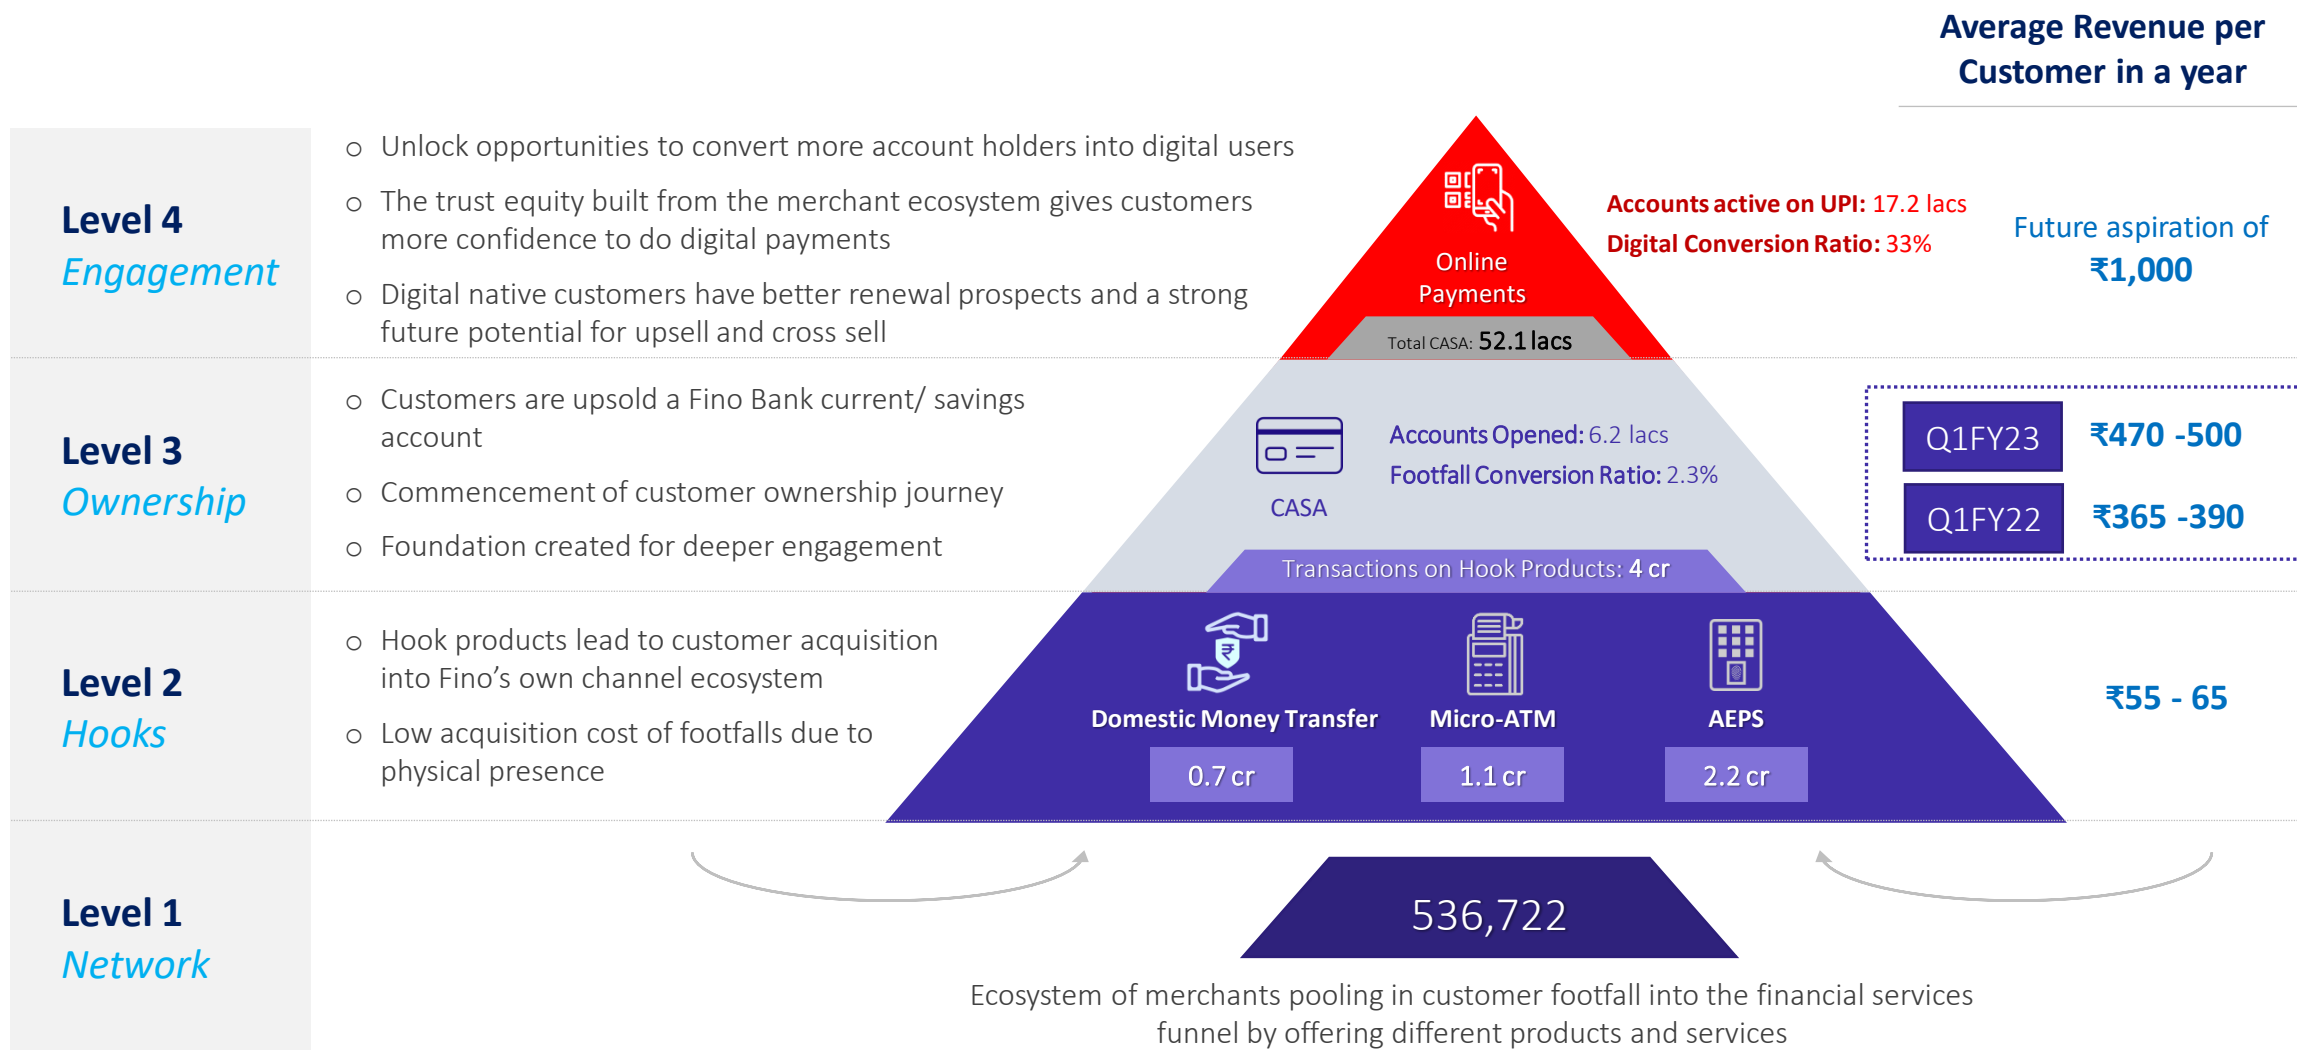 Average Revenue per
Customer in a year
Level 4
Engagement
o Unlock opportunities to convert more account holders into digital users
o The trust equity built from the merchant ecosystem gives customers
more confidence to do digital payments
o Digital native customers have better renewal prospects and a strong
future potential for upsell and cross sell
Online
Payments
Total CASA: 52.1 lacs
Accounts active on UPI: 17.2 lacs
Digital Conversion Ratio: 33%
Future aspiration of
₹1,000
Level 3
Ownership
o Customers are upsold a Fino Bank current/ savings
account
o Commencement of customer ownership journey
o Foundation created for deeper engagement
CASA
Accounts Opened: 6.2 lacs
Footfall Conversion Ratio: 2.3%
Transactions on Hook Products: 4 cr
Q1FY23 ₹470 -500
Q1FY22 ₹365 -390
Level 2
Hooks
o Hook products lead to customer acquisition
into Fino’s own channel ecosystem
o Low acquisition cost of footfalls due to
physical presence
Domestic Money Transfer
0.7 cr
Micro-ATM
1.1 cr
AEPS
2.2 cr
₹55 - 65
Level 1
Network
536,722
Ecosystem of merchants pooling in customer footfall into the financial services
funnel by offering different products and services